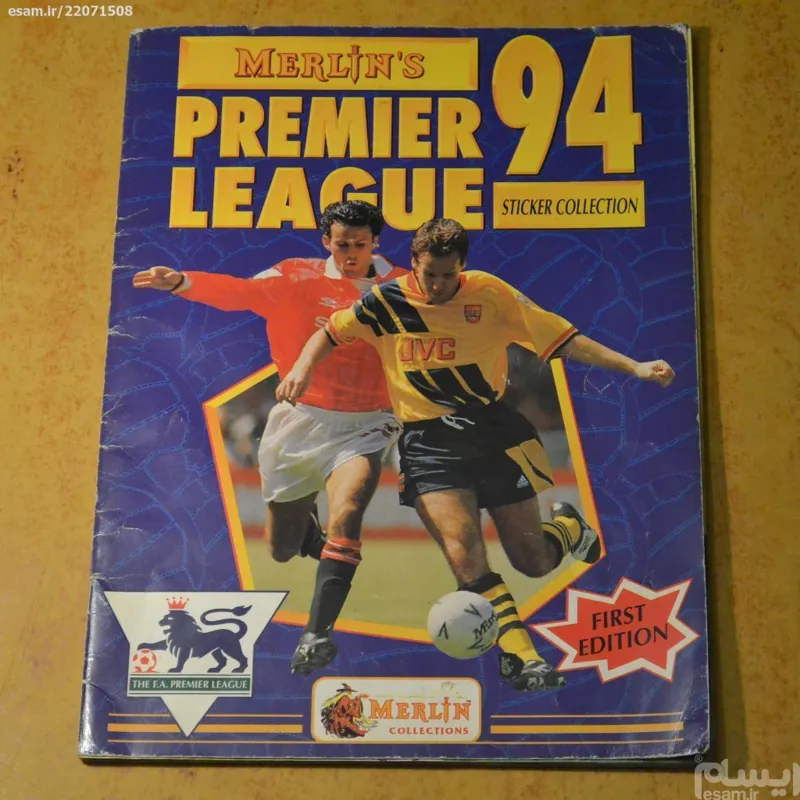 esam.ir/22071508
MERLIN'S
PREMIER
LEAGUE
94
STICKER COLLECTION
JVC
THE F.A. PREMIER LEAGUE
FIRST
EDITION
MERLIN
COLLECTIONS
ایسام
esam.ir